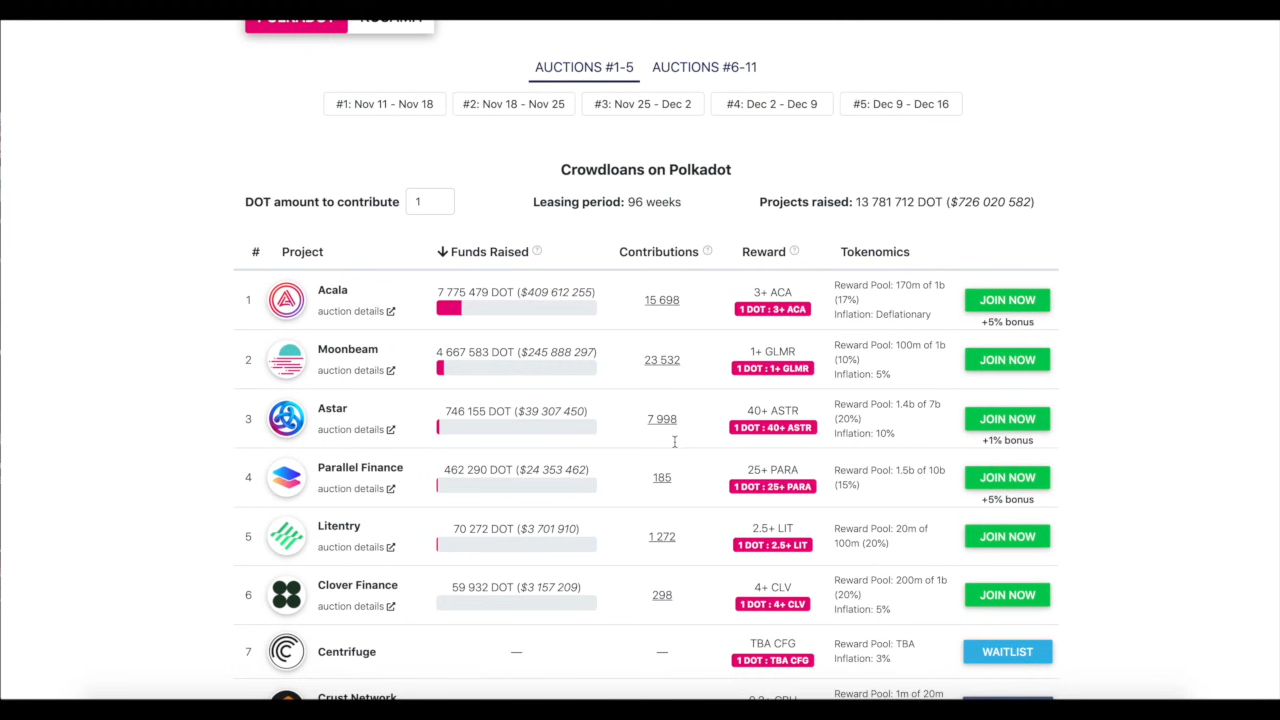 POLKADOT KUSAMA
AUCTIONS #1-5 AUCTIONS #6-11
#1: Nov 11 - Nov 18 #2: Nov 18 - Nov 25 #3: Nov 25 - Dec 2 #4: Dec 2 - Dec 9 #5: Dec 9 - Dec 16
Crowdloans on Polkadot
DOT amount to contribute 1 Leasing period: 96 weeks Projects raised: 13 781 712 DOT ($726 020 582)
# Project Funds Raised Contributions Reward Tokenomics
1 Acala
auction details
7 775 479 DOT ($409 612 255)
15 698
3+ ACA
1 DOT : 3+ ACA
Reward Pool: 170m of 1b
(17%)
Inflation: Deflationary
JOIN NOW
+5% bonus
2 Moonbeam
auction details
4 667 583 DOT ($245 888 297)
23 532
1+ GLMR
1 DOT : 1+ GLMR
Reward Pool: 100m of 1b
(10%)
Inflation: 5%
JOIN NOW
3 Astar
auction details
746 155 DOT ($39 307 450)
7 998
40+ ASTR
1 DOT : 40+ ASTR
Reward Pool: 1.4b of 7b
(20%)
Inflation: 10%
JOIN NOW
+1% bonus
4 Parallel Finance
auction details
462 290 DOT ($24 353 462)
185
25+ PARA
1 DOT : 25+ PARA
Reward Pool: 1.5b of 10b
(15%)
JOIN NOW
+5% bonus
5 Litentry
auction details
70 272 DOT ($3 701 910)
1 272
2.5+ LIT
1 DOT : 2.5+ LIT
Reward Pool: 20m of
100m (20%)
JOIN NOW
6 Clover Finance
auction details
59 932 DOT ($3 157 209)
298
4+ CLV
1 DOT : 4+ CLV
Reward Pool: 200m of 1b
(20%)
Inflation: 5%
JOIN NOW
7 Centrifuge
— —
TBA CFG
1 DOT : TBA CFG
Reward Pool: TBA
Inflation: 3%
WAITLIST
Crust Network
Reward Pool: 1m of 20m